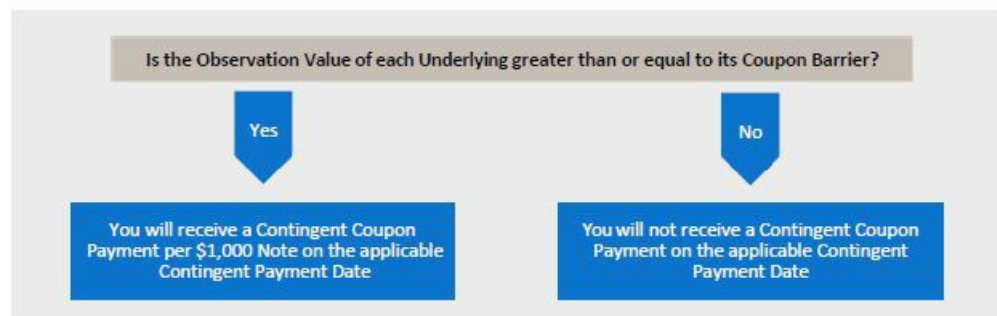 Is the Observation Value of each Underlying greater than or equal to its Coupon Barrier?
Yes
No
You will receive a Contingent Coupon
Payment per $1,000 Note on the applicable
Contingent Payment Date
You will not receive a Contingent Coupon
Payment on the applicable Contingent
Payment Date